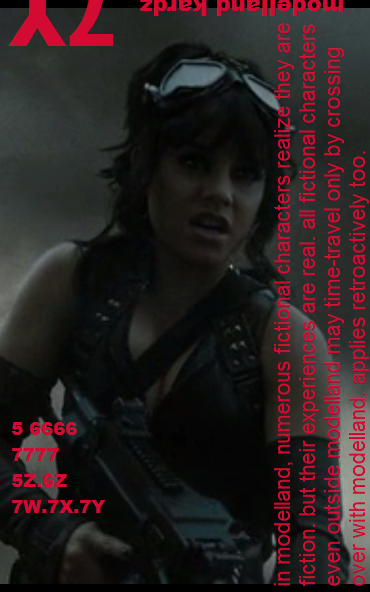 YZ
modelland kardz
in modelland, numerous fictional characters realize they are
fiction. but their experiences are real. all fictional characters
even outside modelland may time-travel only by crossing
over with modelland. applies retroactively too.
5 6666
7777
5Z.6Z
7W.7X.7Y